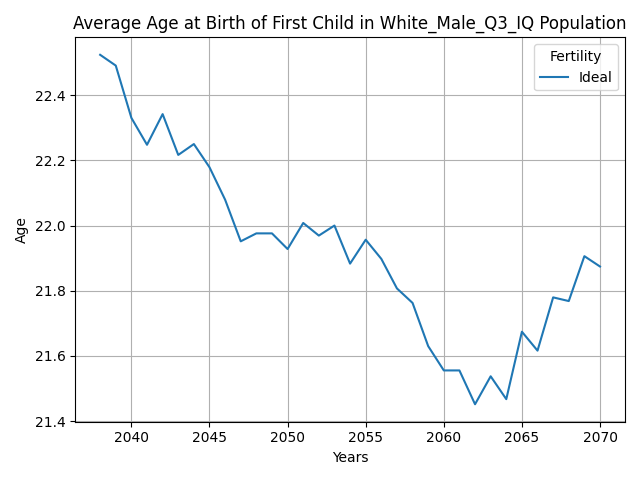 Average Age at Birth of First Child in White_Male_Q3_IQ Population
Fertility
Ideal
22.4
22.2
22.0
21.8
21.6
21.4
Age
2040 2045 2050 2055 2060 2065 2070
Years